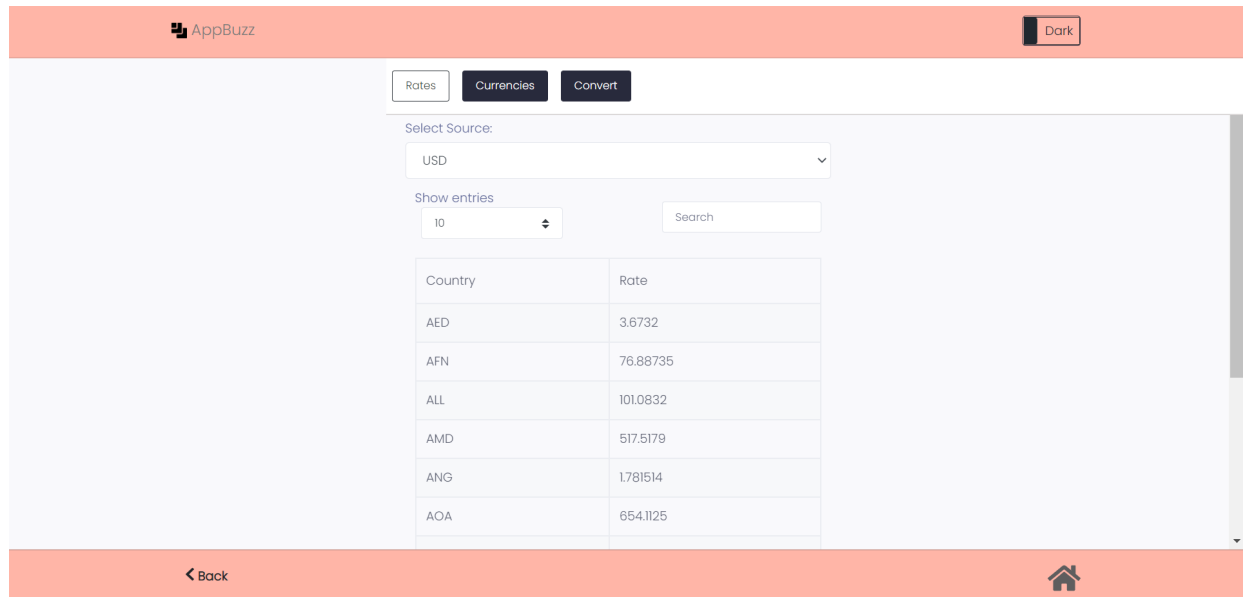 AppBuzz Dark
Rates Currencies Convert
Select Source:
USD
Show entries
10 Search
Country Rate
AED 3.6732
AFN 76.88735
ALL 101.0832
AMD 517.5179
ANG 1.781514
AOA 654.1125
Back